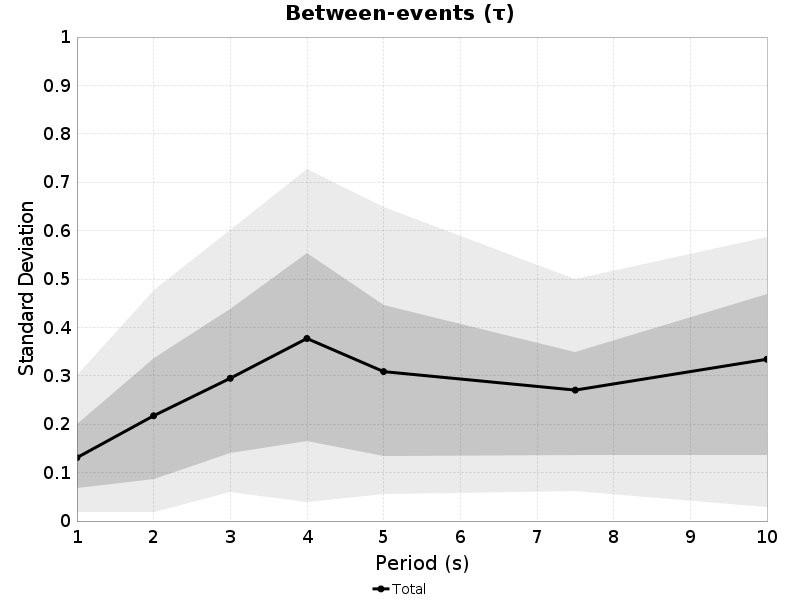 Between-events (τ)
1
0.9
0.8
0.7
0.6
0.5
0.4
0.3
0.2
0.1
0
Standard Deviation
1 2 3 4 5 6 7 8 9 10
Period (s)
Total